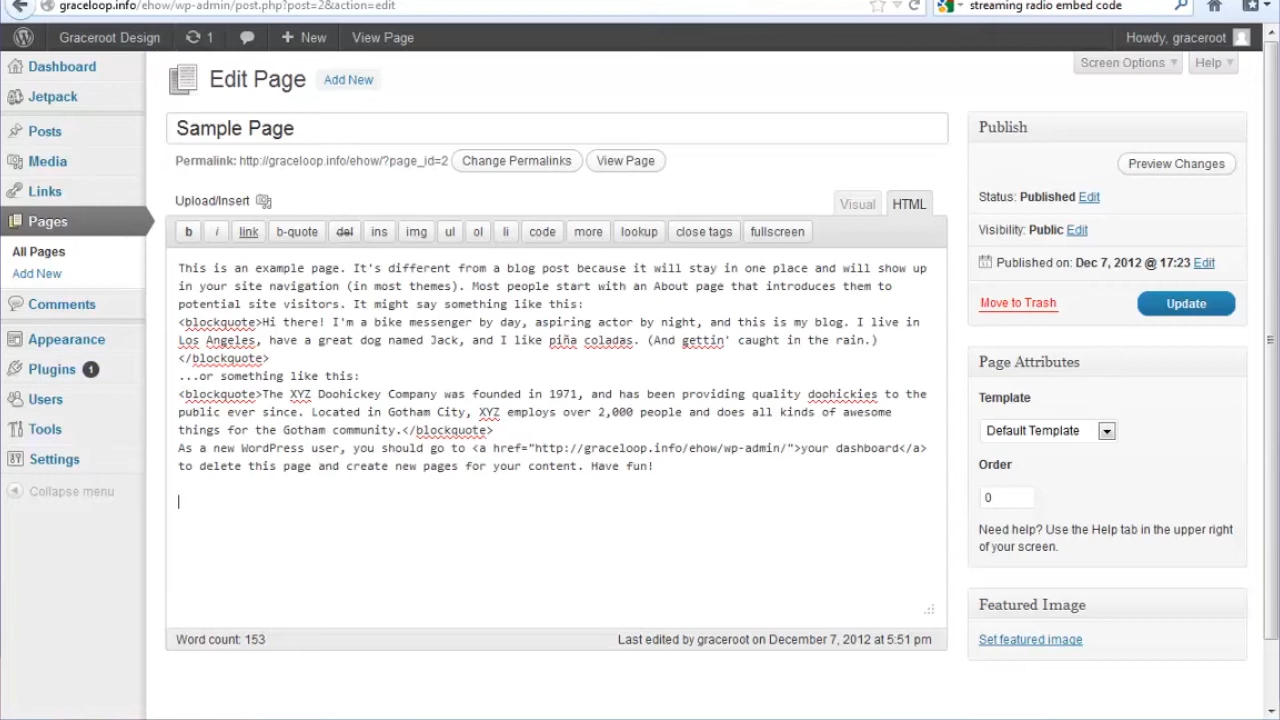 graceloop.info/ehow/wp-admin/post.php?post=2&action=edit
streaming radio embed code
Graceroot Design
1
New
View Page
Howdy, graceroot
Dashboard
Jetpack
Posts
Media
Links
Pages
All Pages
Add New
Comments
Appearance
Plugins 1
Users
Tools
Settings
Collapse menu
Screen Options
Help
Edit Page
Add New
Sample Page
Permalink: http://graceloop.info/ehow/?page_id=2 Change Permalinks View Page
Upload/Insert
Visual
HTML
b
i
link
b-quote
del
ins
img
ul
ol
li
code
more
lookup
close tags
fullscreen
This is an example page. It's different from a blog post because it will stay in one place and will show up
in your site navigation (in most themes). Most people start with an About page that introduces them to
potential site visitors. It might say something like this:
<blockquote>Hi there! I'm a bike messenger by day, aspiring actor by night, and this is my blog. I live in
Los Angeles, have a great dog named Jack, and I like piña coladas. (And gettin' caught in the rain.)
</blockquote>
...or something like this:
<blockquote>The XYZ Doohickey Company was founded in 1971, and has been providing quality doohickies to the
public ever since. Located in Gotham City, XYZ employs over 2,000 people and does all kinds of awesome
things for the Gotham community.</blockquote>
As a new WordPress user, you should go to <a href="http://graceloop.info/ehow/wp-admin/">your dashboard</a>
to delete this page and create new pages for your content. Have fun!
Word count: 153
Last edited by graceroot on December 7, 2012 at 5:51 pm
Publish
Preview Changes
Status: Published Edit
Visibility: Public Edit
Published on: Dec 7, 2012 @ 17:23 Edit
Move to Trash
Update
Page Attributes
Template
Default Template
Order
0
Need help? Use the Help tab in the upper right
of your screen.
Featured Image
Set featured image